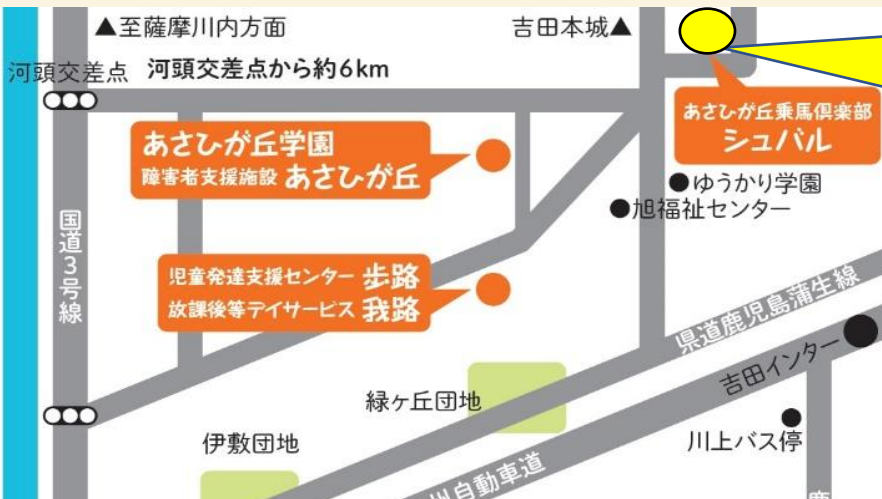 ▲至薩摩川内方面
吉田本城▲
河頭交差点
河頭交差点から約6km
あさひが丘乗馬倶楽部
シュバル
あさひが丘学園
障害者支援施設 あさひが丘
●ゆうかり学園
●旭福祉センター
国道3号線
児童発達支援センター 歩路
放課後等デイサービス 我路
県道鹿児島蒲生線
吉田インター
緑ヶ丘団地
川上バス停
伊敷団地
州自動車道